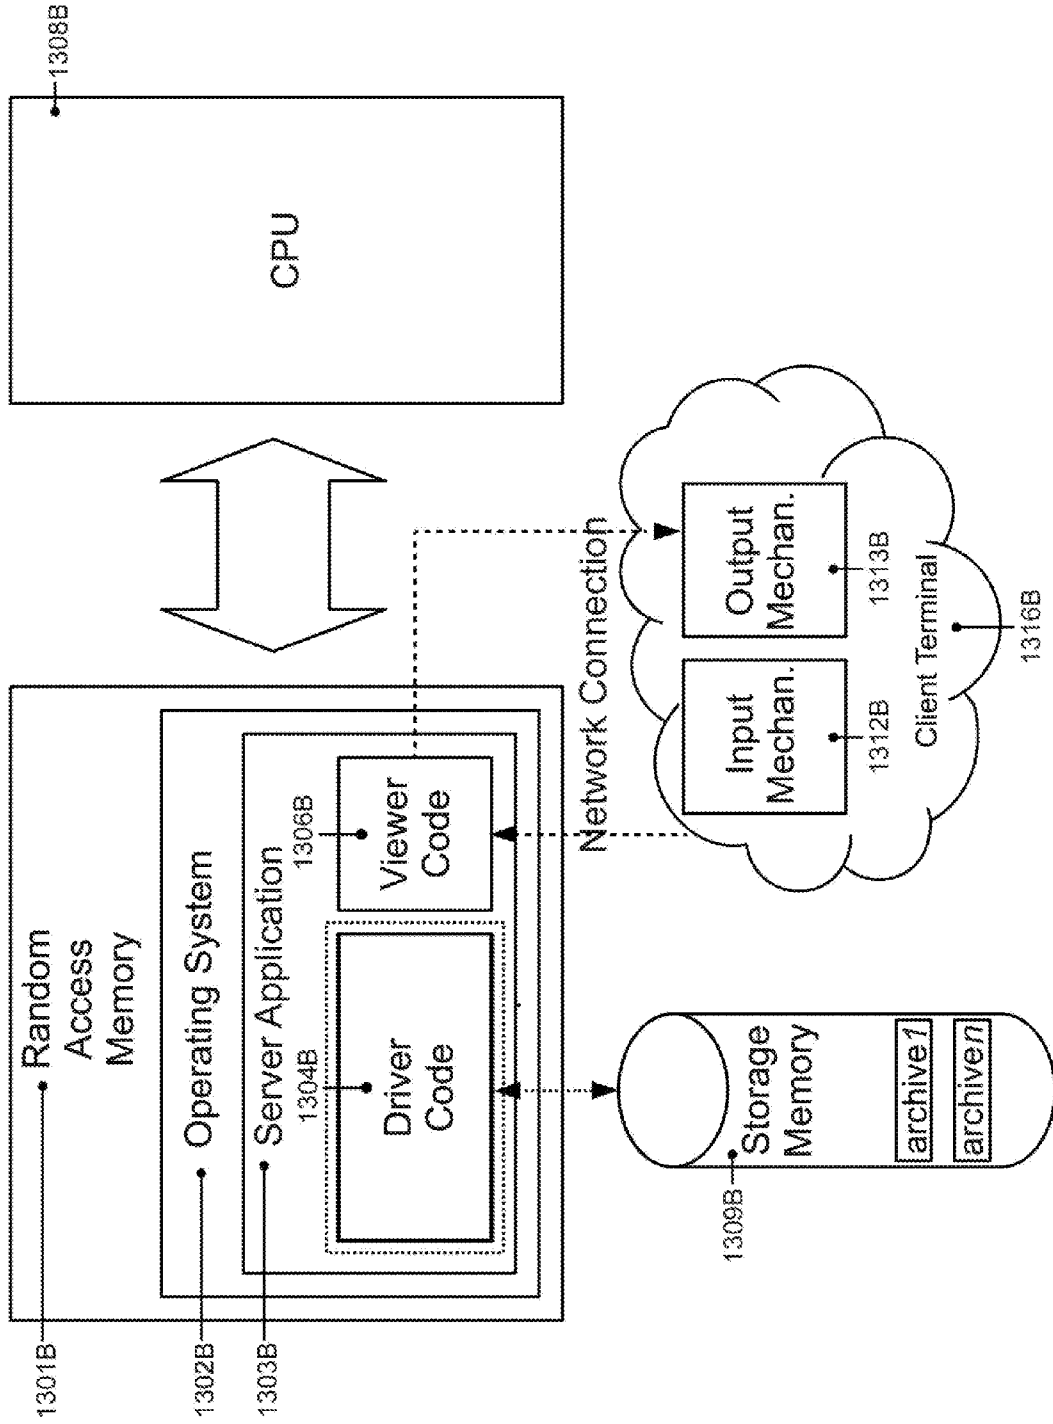 1301B
Random
Access
Memory
1302B
Operating System
1303B
Server Application
1304B
Driver
Code
1306B
Viewer
Code
CPU
1308B
Network Connection
1309B
Storage
Memory
archive1
archiven
Input
Mechan.
1312B
Output
Mechan.
1313B
Client Terminal
1316B